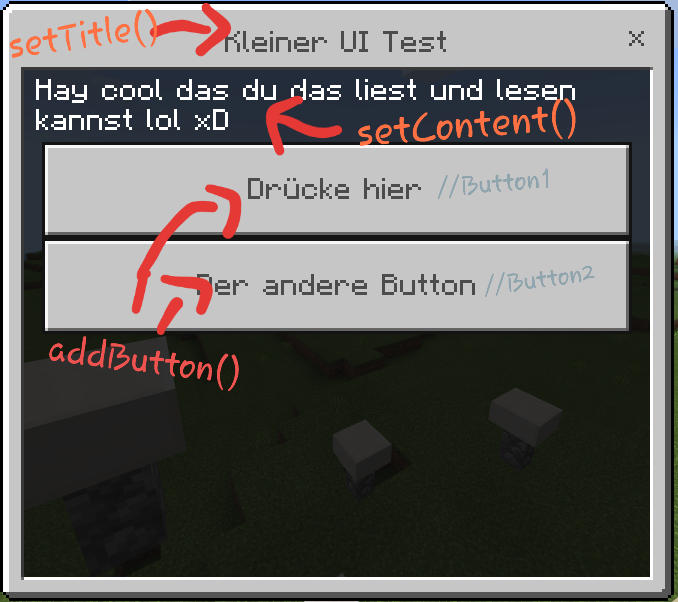 setTitle()
Kleiner UI Test
Hay cool das du das liest und lesen
kannst lol xD
setContent()
Drücke hier //Button1
Der andere Button //Button2
addButton()